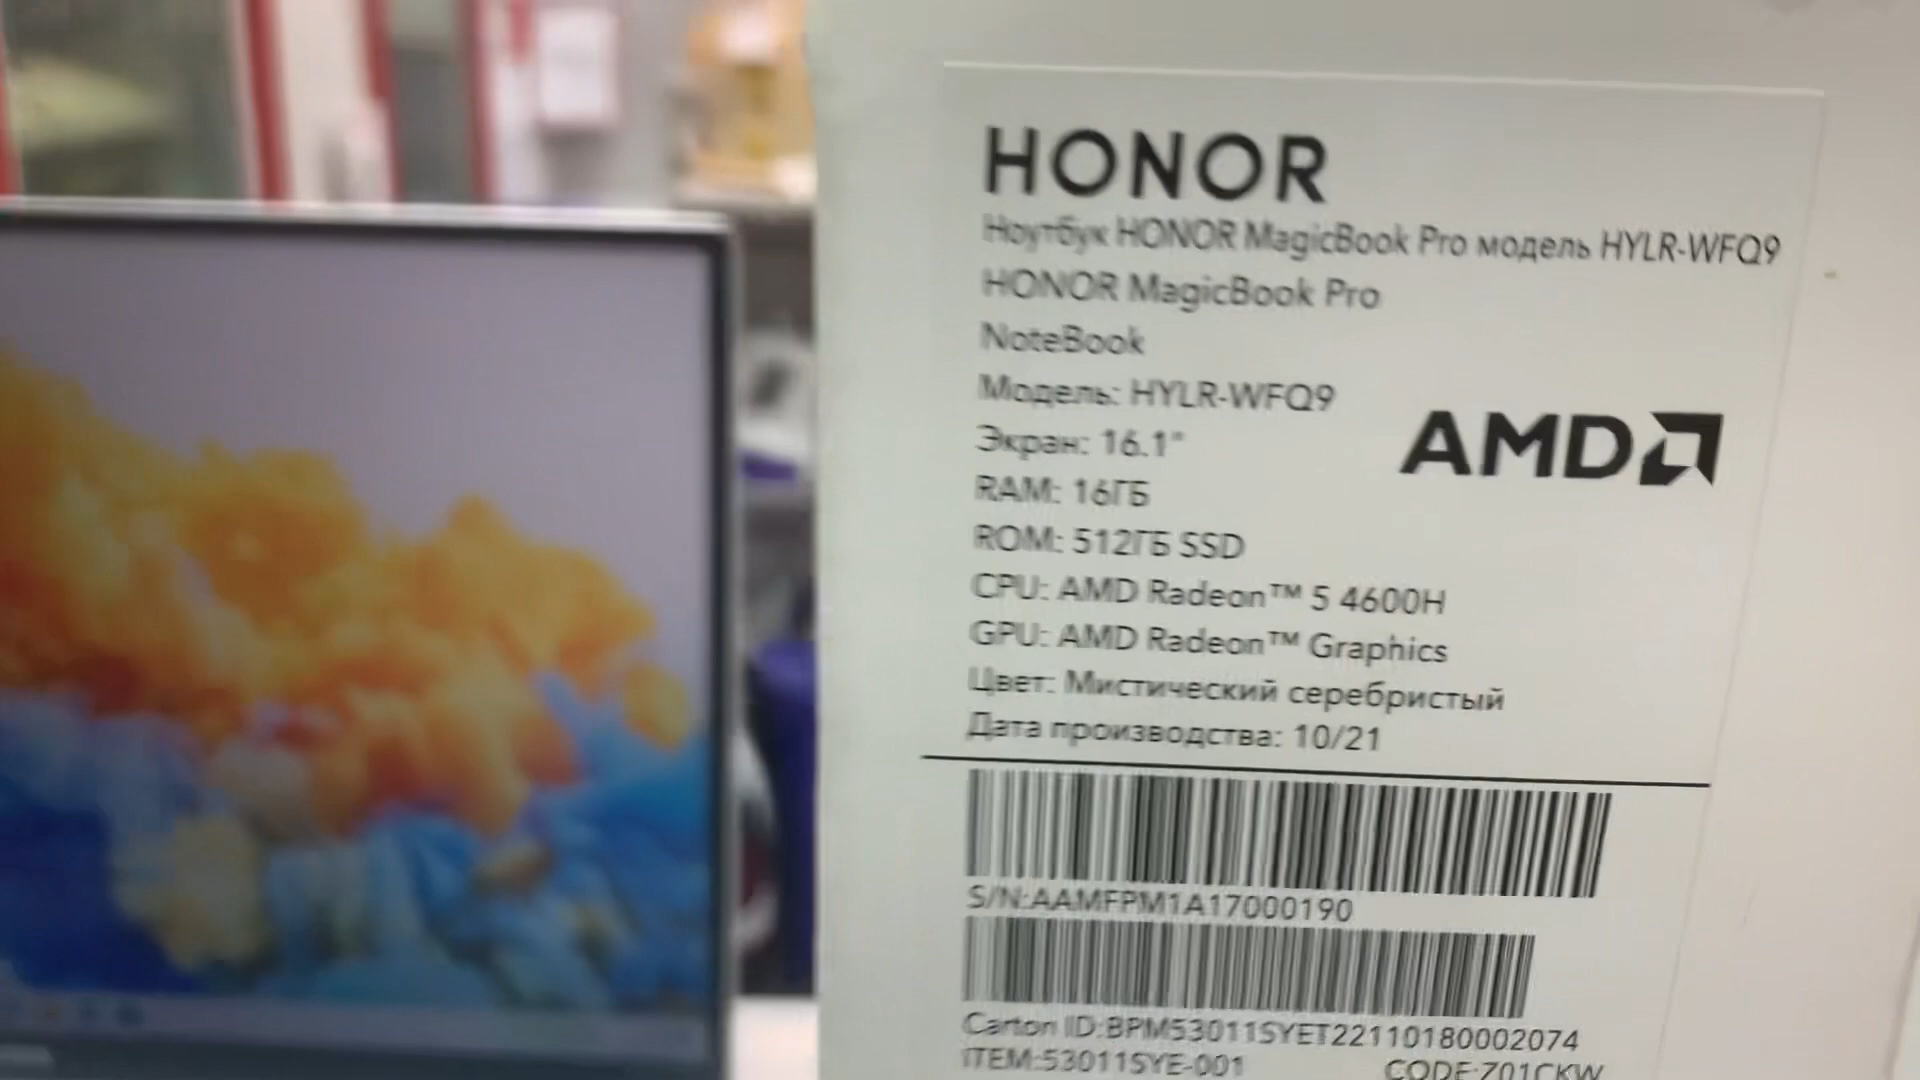 HONOR
Ноутбук HONOR MagicBook Pro модель HYLR-WFQ9
HONOR MagicBook Pro
NoteBook
Модель: HYLR-WFQ9
Экран: 16.1"
AMD
RAM: 16ГБ
ROM: 512ГБ SSD
CPU: AMD Radeon™ 5 4600H
GPU: AMD Radeon™ Graphics
Цвет: Мистический серебристый
Дата производства: 10/21
S/N:AAMFPM1A17000190
Carton ID:BPM53011SYET22110180002074
ITEM:53011SYE-001 CODE:Z01CKW